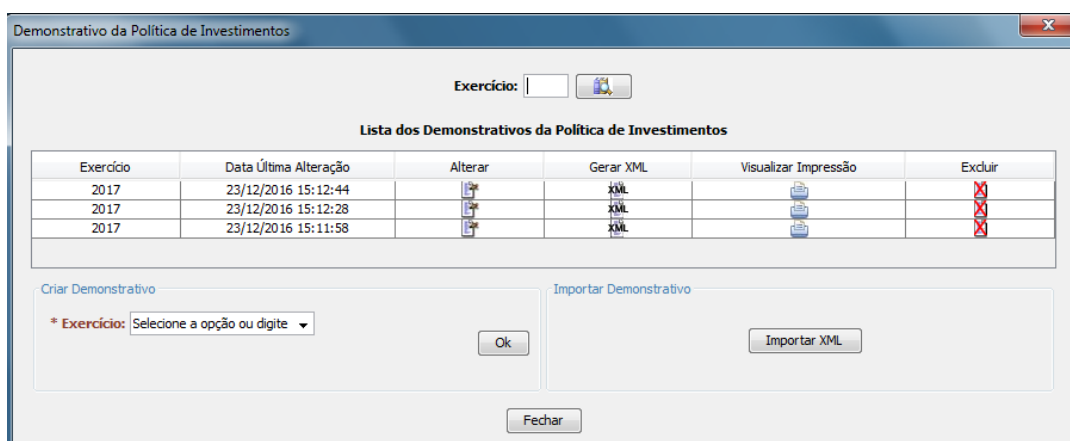 Demonstrativo da Política de Investimentos
Exercício:
Lista dos Demonstrativos da Política de Investimentos
Exercício Data Última Alteração Alterar Gerar XML Visualizar Impressão Excluir
2017 23/12/2016 15:12:44 XML
2017 23/12/2016 15:12:28 XML
2017 23/12/2016 15:11:58 XML
Criar Demonstrativo Importar Demonstrativo
* Exercício: Selecione a opção ou digite
Ok Importar XML
Fechar